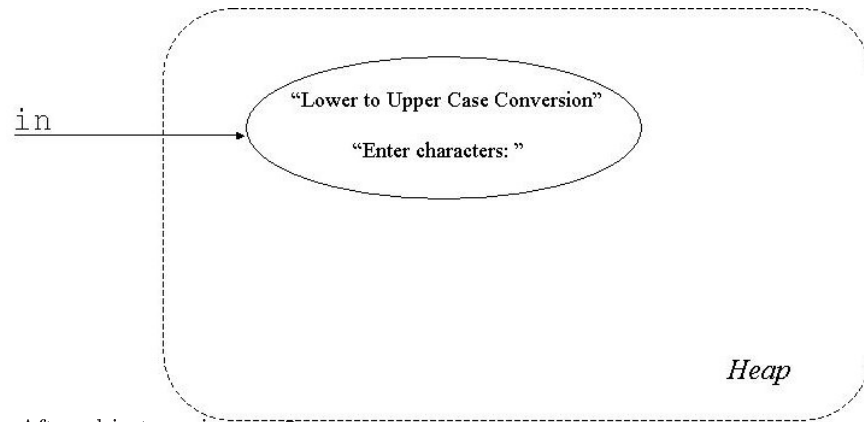 “Lower to Upper Case Conversion”
in
“Enter characters: ”
Heap